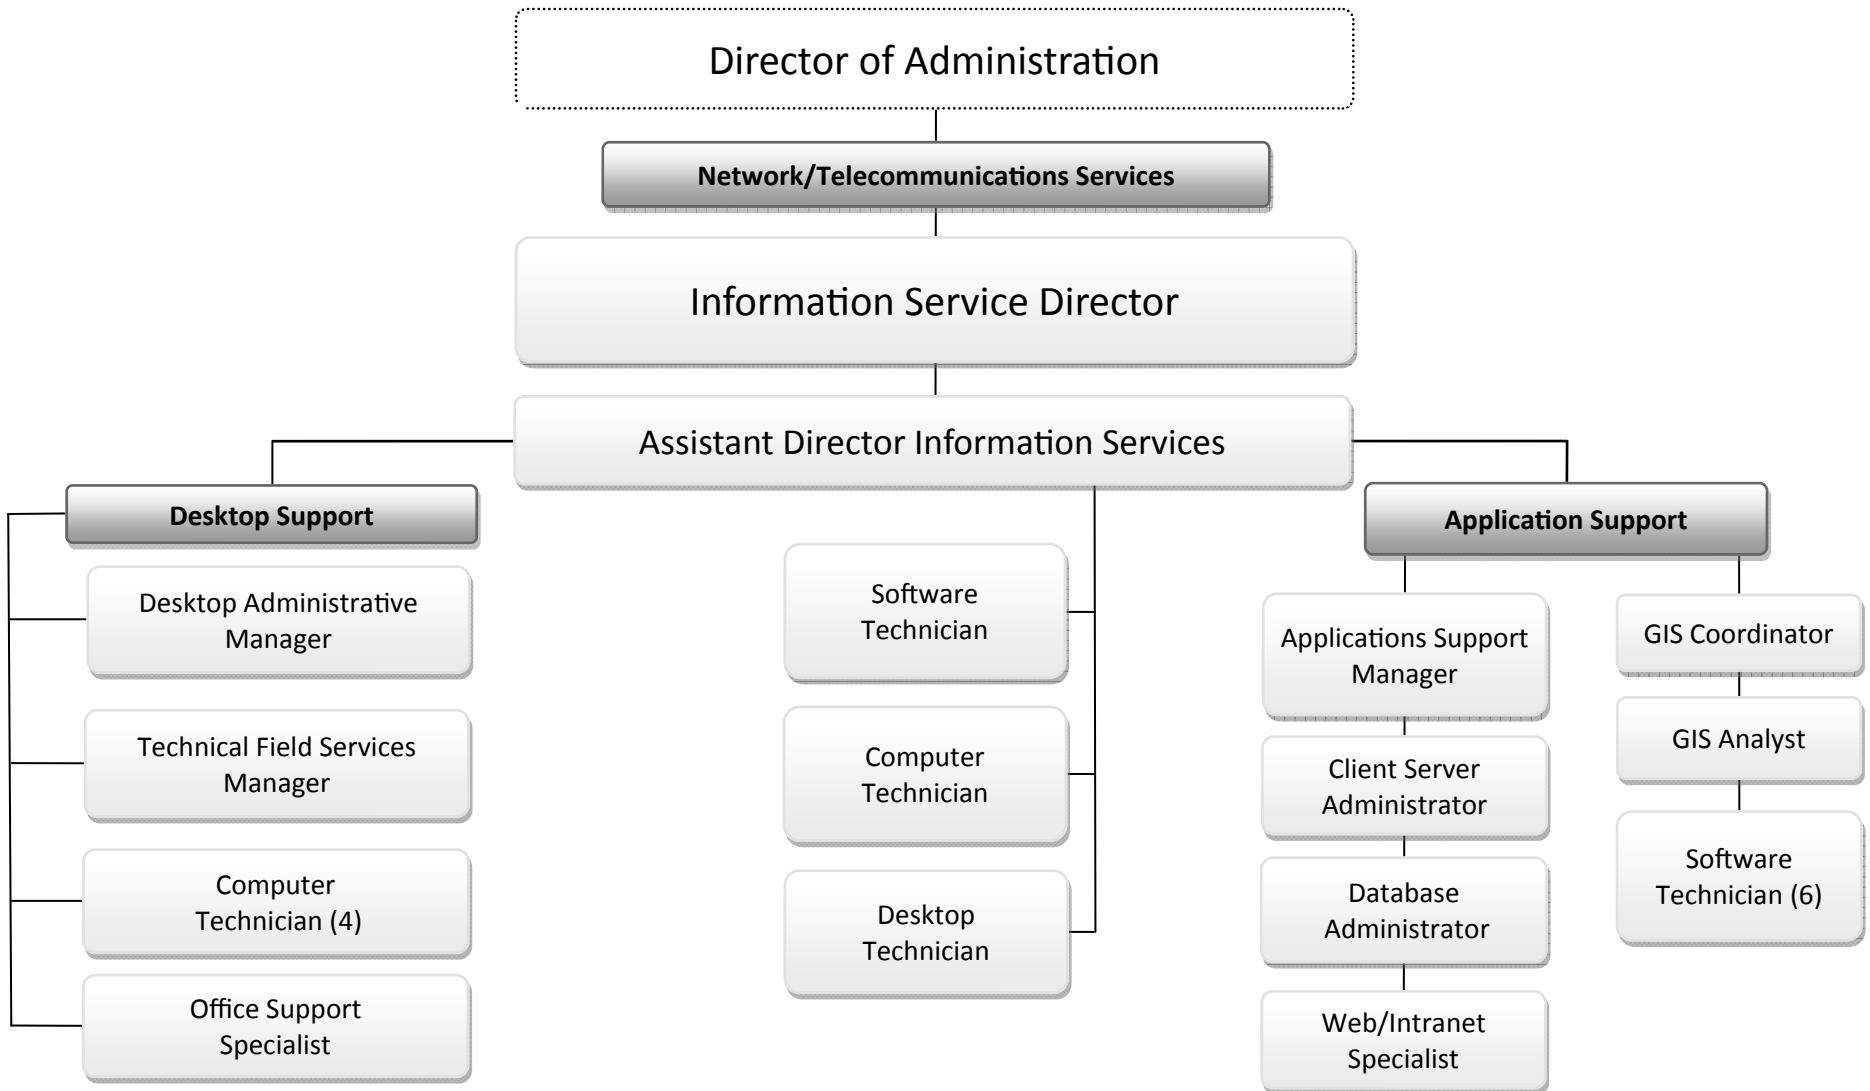 Director of Administration
Network/Telecommunications Services
Information Service Director
Assistant Director Information Services
Desktop Support
Desktop Administrative
Manager
Technical Field Services
Manager
Computer
Technician (4)
Office Support
Specialist
Software
Technician
Computer
Technician
Desktop
Technician
Application Support
Applications Support
Manager
Client Server
Administrator
Database
Administrator
Web/Intranet
Specialist
GIS Coordinator
GIS Analyst
Software
Technician (6)